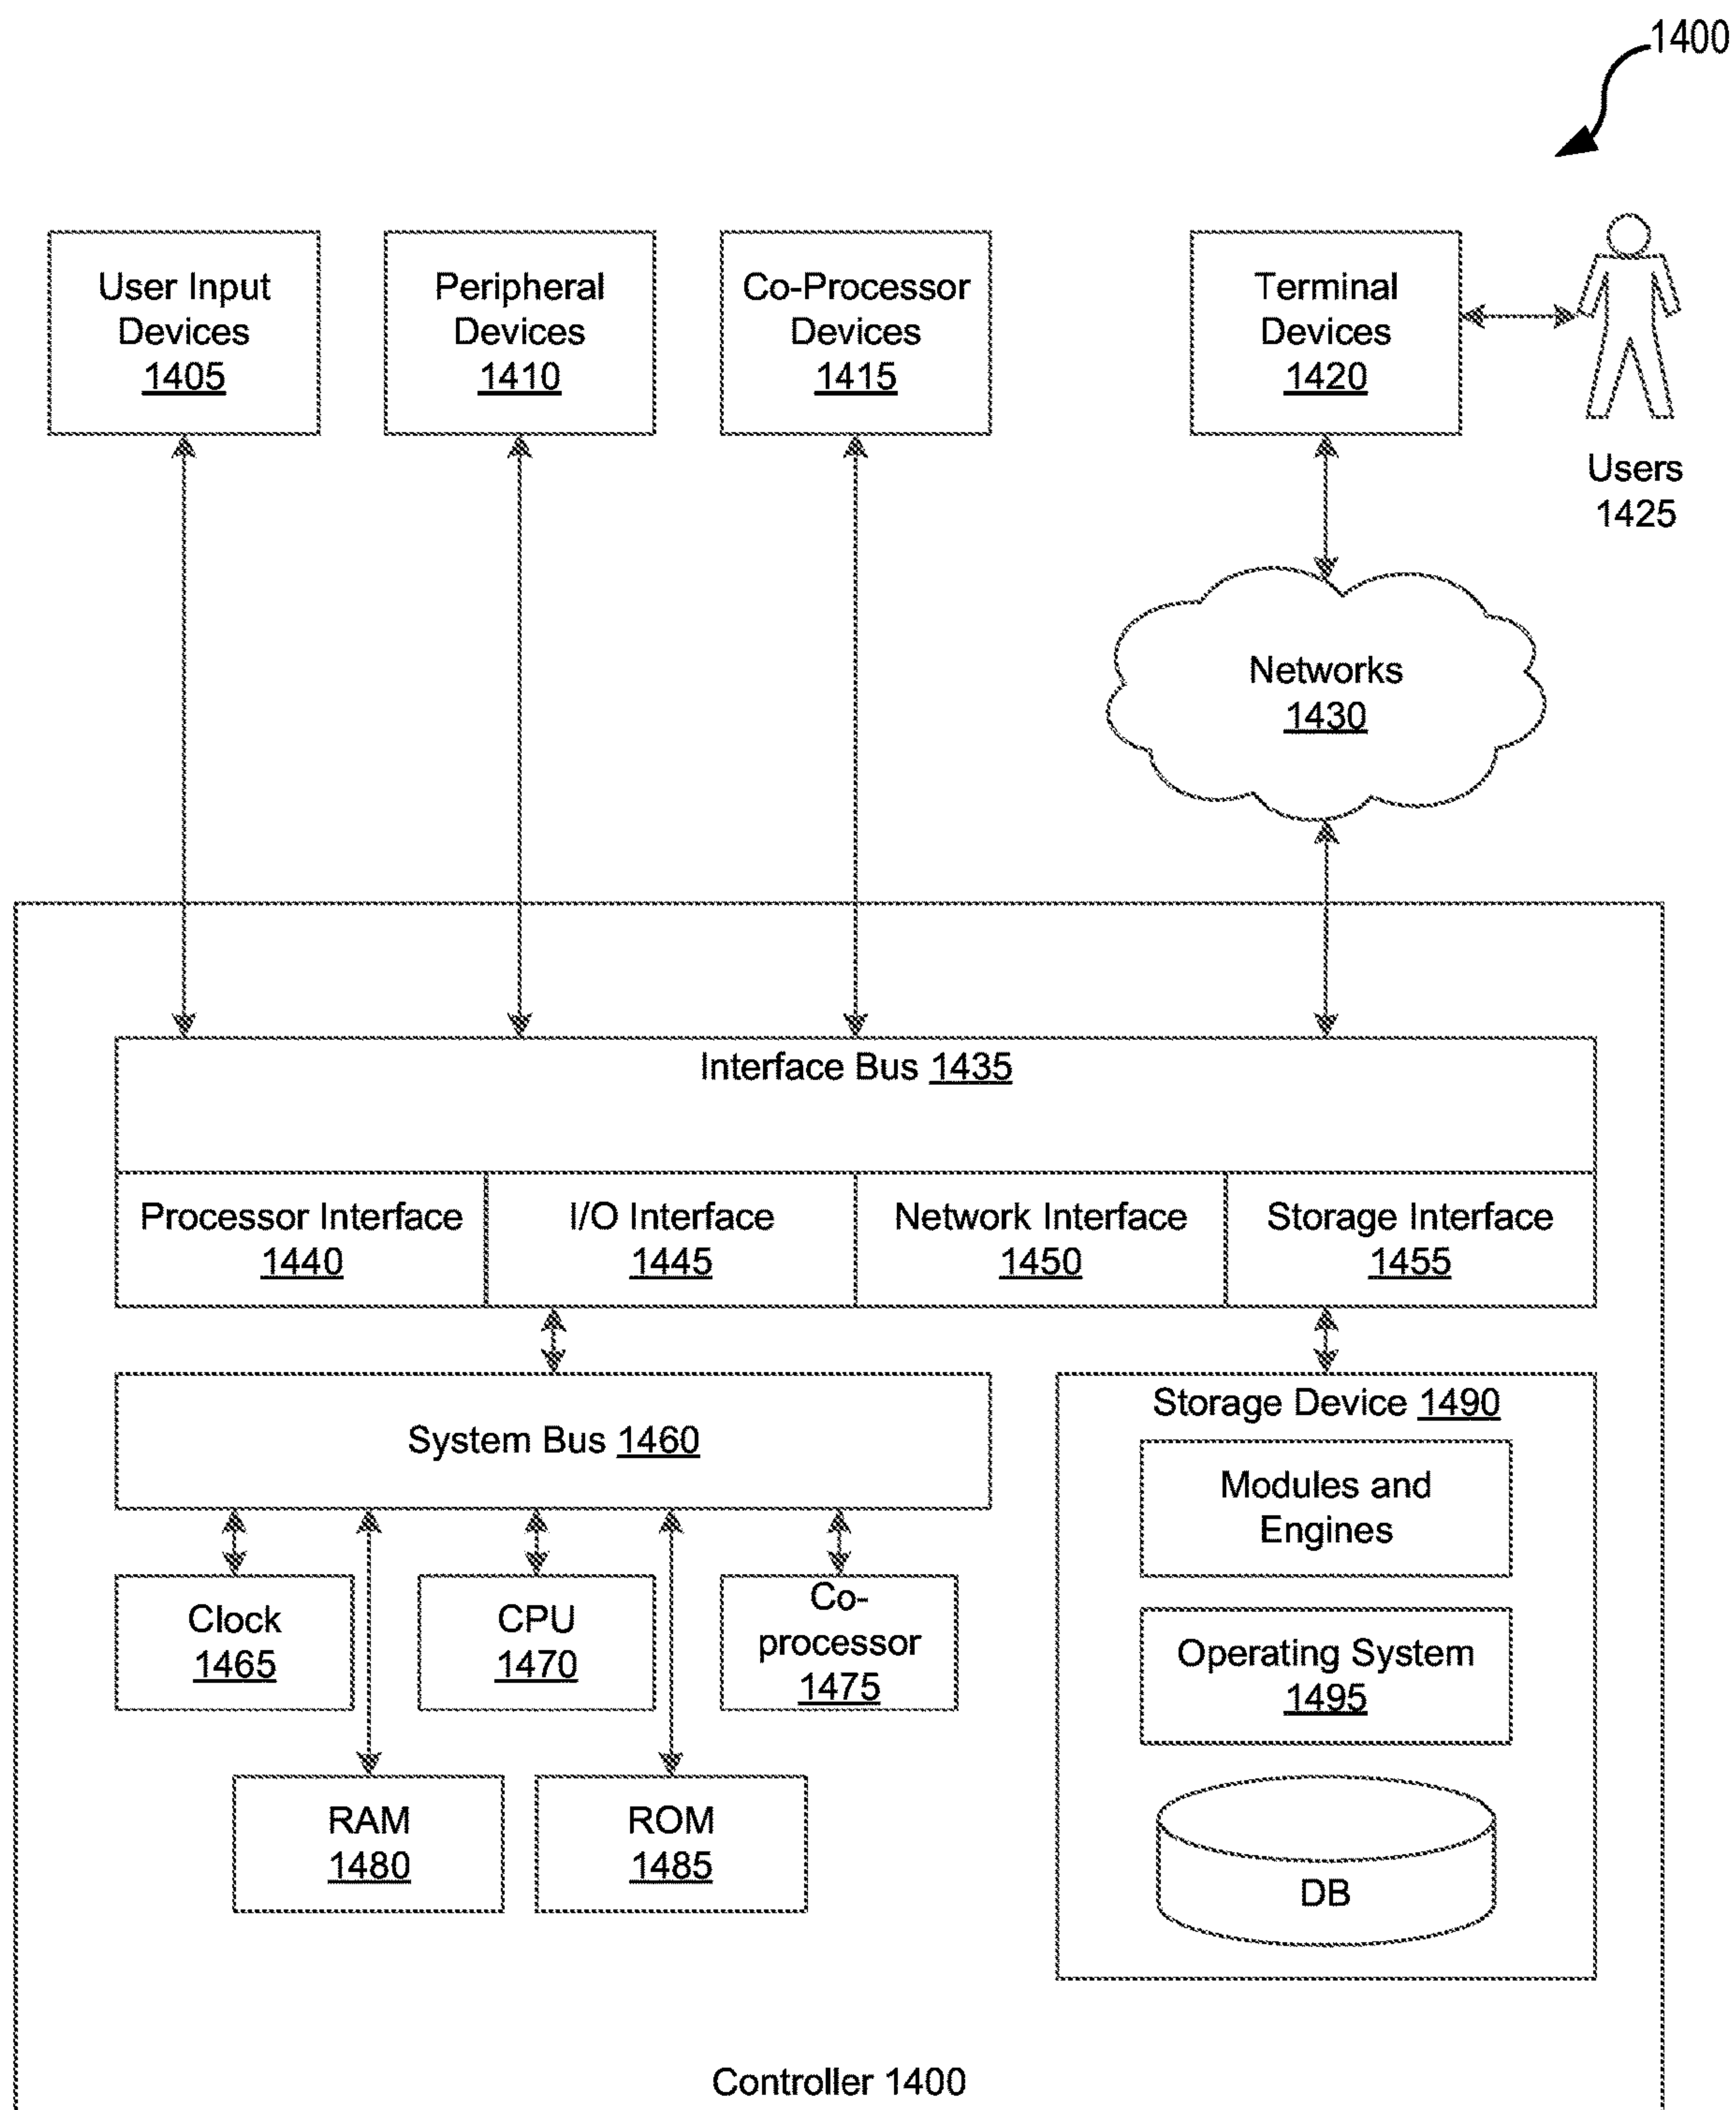 1400
User Input
Devices
1405
Peripheral
Devices
1410
Co-Processor
Devices
1415
Terminal
Devices
1420
Users
1425
Networks
1430
Interface Bus 1435
Processor Interface
1440
I/O Interface
1445
Network Interface
1450
Storage Interface
1455
System Bus 1460
Storage Device 1490
Modules and
Engines
Clock
1465
CPU
1470
Co-
processor
1475
Operating System
1495
RAM
1480
ROM
1485
DB
Controller 1400